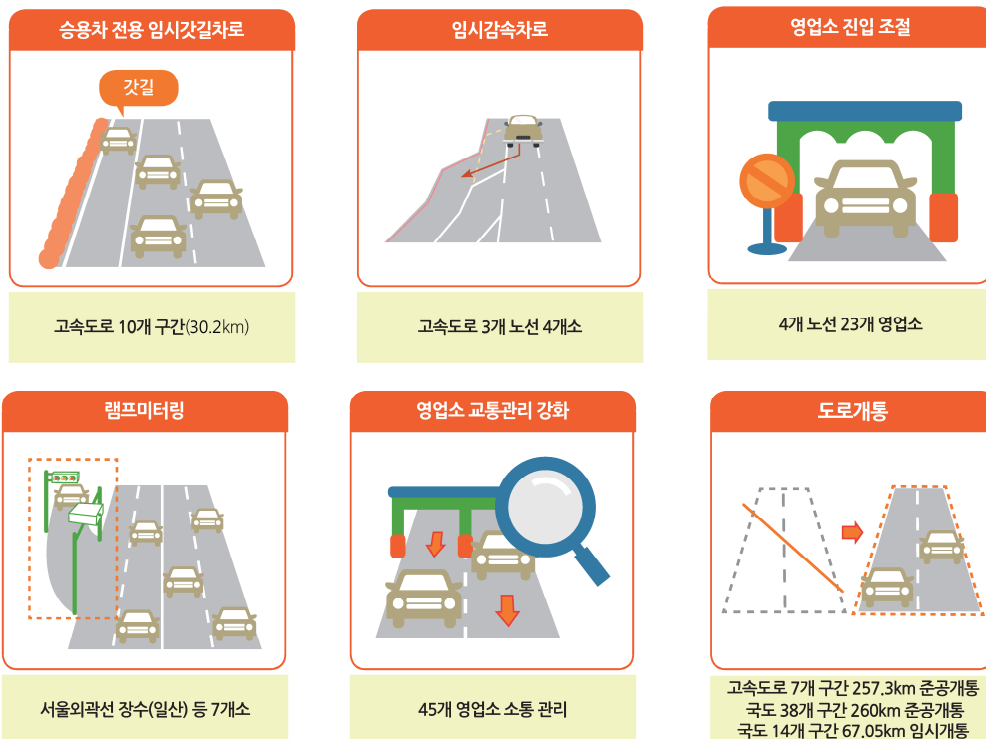 승용차 전용 임시갓길차로
갓길
고속도로 10개 구간(30.2km)
임시감속차로
고속도로 3개 노선 4개소
영업소 진입 조절
4개 노선 23개 영업소
램프미터링
서울외곽선 장수(일산) 등 7개소
영업소 교통관리 강화
45개 영업소 소통 관리
도로개통
고속도로 7개 구간 257.3km 준공개통
국도 38개 구간 260km 준공개통
국도 14개 구간 67.05km 임시개통